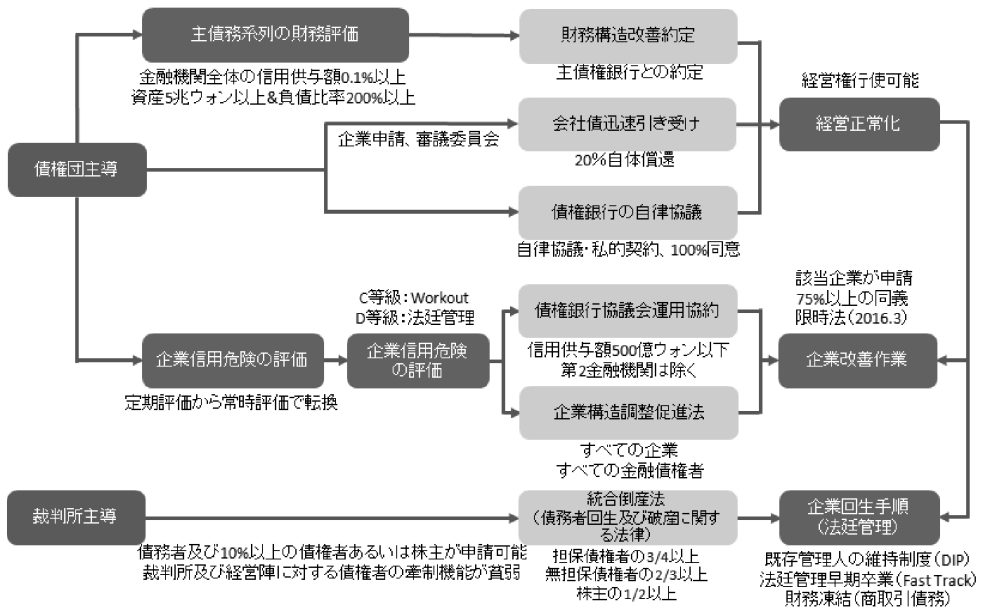 主債務系列の財務評価
金融機関全体の信用供与額0.1%以上
資産5兆ウォン以上&負債比率200%以上
財務構造改善約定
主債権銀行との約定
企業申請、審議委員会
会社債迅速引き受け
20%自体償還
経営権行使可能
経営正常化
債権団主導
債権銀行の自律協議
自律協議・私的契約、100%同意
C等級:Workout
D等級:法廷管理
債権銀行協議会運用協約
信用供与額500億ウォン以下
第2金融機関は除く
該当企業が申請
75%以上の同義
限時法(2016.3)
企業信用危険の評価
定期評価から常時評価で転換
企業信用危険
の評価
企業改善作業
企業構造調整促進法
すべての企業
すべての金融債権者
裁判所主導
債務者及び10%以上の債権者あるいは株主が申請可能
裁判所及び経営陣に対する債権者の牽制機能が貧弱
統合倒産法
(債務者回生及び破産に関する法律)
担保債権者の3/4以上
無担保債権者の2/3以上
株主の1/2以上
企業回生手順
(法廷管理)
既存管理人の維持制度(DIP)
法廷管理早期卒業(Fast Track)
財務凍結(商取引債務)